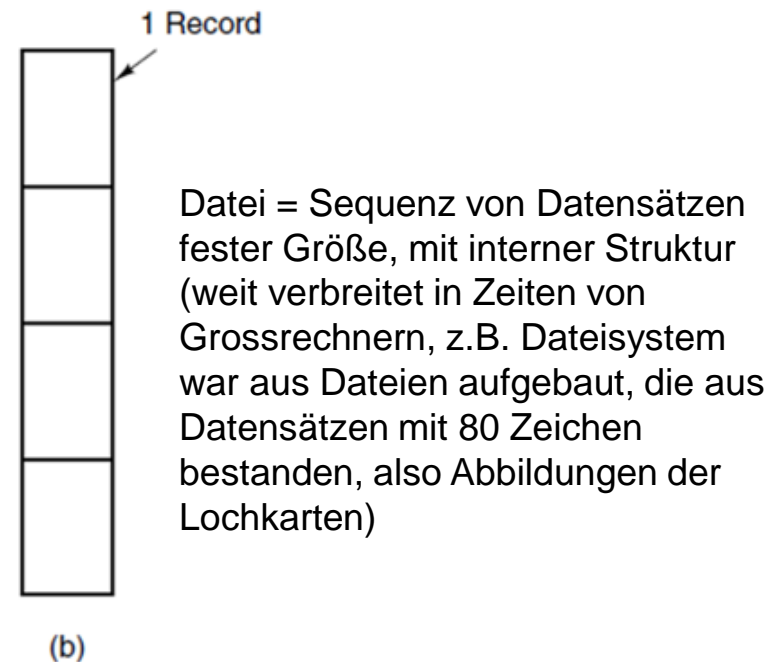 1 Record
Datei = Sequenz von Datensätzen
fester Größe, mit interner Struktur
(weit verbreitet in Zeiten von
Grossrechnern, z.B. Dateisystem
war aus Dateien aufgebaut, die aus
Datensätzen mit 80 Zeichen
bestanden, also Abbildungen der
Lochkarten)
(b)